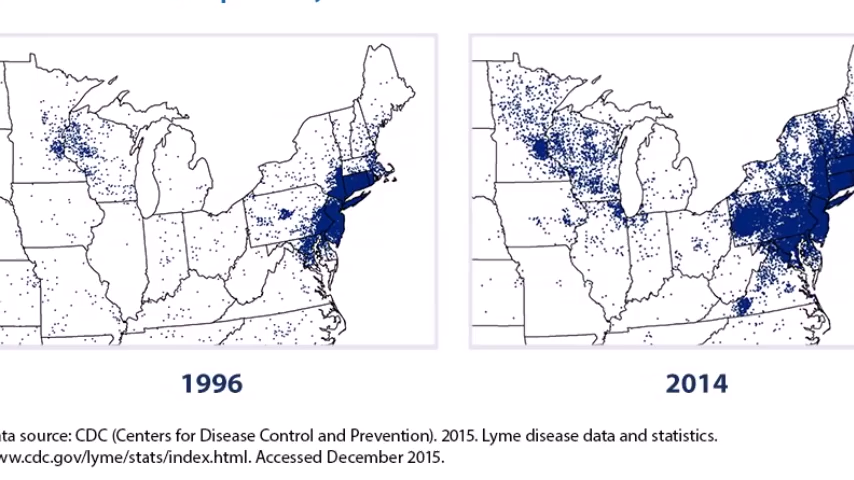 1996
2014
ta source: CDC (Centers for Disease Control and Prevention). 2015. Lyme disease data and statistics.
ww.cdc.gov/lyme/stats/index.html. Accessed December 2015.